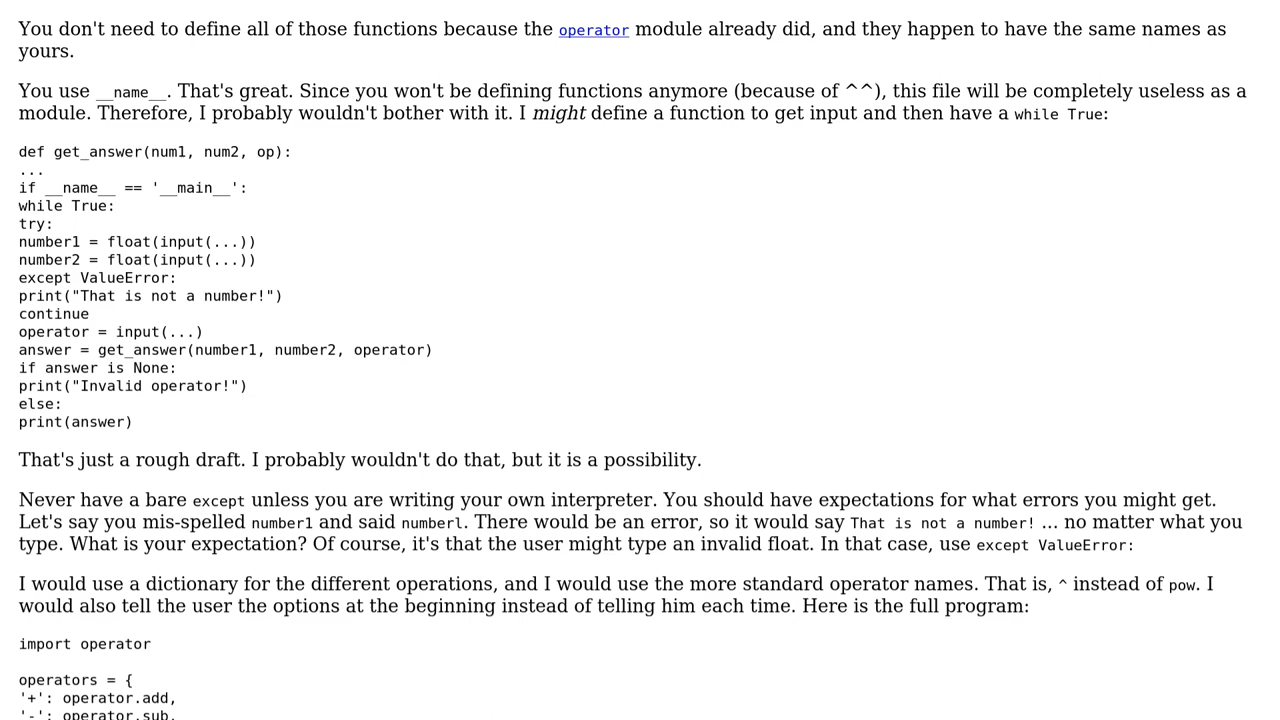 You don't need to define all of those functions because the operator module already did, and they happen to have the same names as
yours.
You use __name__. That's great. Since you won't be defining functions anymore (because of ^^), this file will be completely useless as a
module. Therefore, I probably wouldn't bother with it. I might define a function to get input and then have a while True:
def get_answer(num1, num2, op):
...
if __name__ == '__main__':
while True:
try:
number1 = float(input(...))
number2 = float(input(...))
except ValueError:
print("That is not a number!")
continue
operator = input(...)
answer = get_answer(number1, number2, operator)
if answer is None:
print("Invalid operator!")
else:
print(answer)
That's just a rough draft. I probably wouldn't do that, but it is a possibility.
Never have a bare except unless you are writing your own interpreter. You should have expectations for what errors you might get.
Let's say you mis-spelled number1 and said numberl. There would be an error, so it would say That is not a number! ... no matter what you
type. What is your expectation? Of course, it's that the user might type an invalid float. In that case, use except ValueError:
I would use a dictionary for the different operations, and I would use the more standard operator names. That is, ^ instead of pow. I
would also tell the user the options at the beginning instead of telling him each time. Here is the full program:
import operator
operators = {
'+': operator.add,
'-': operator.sub,